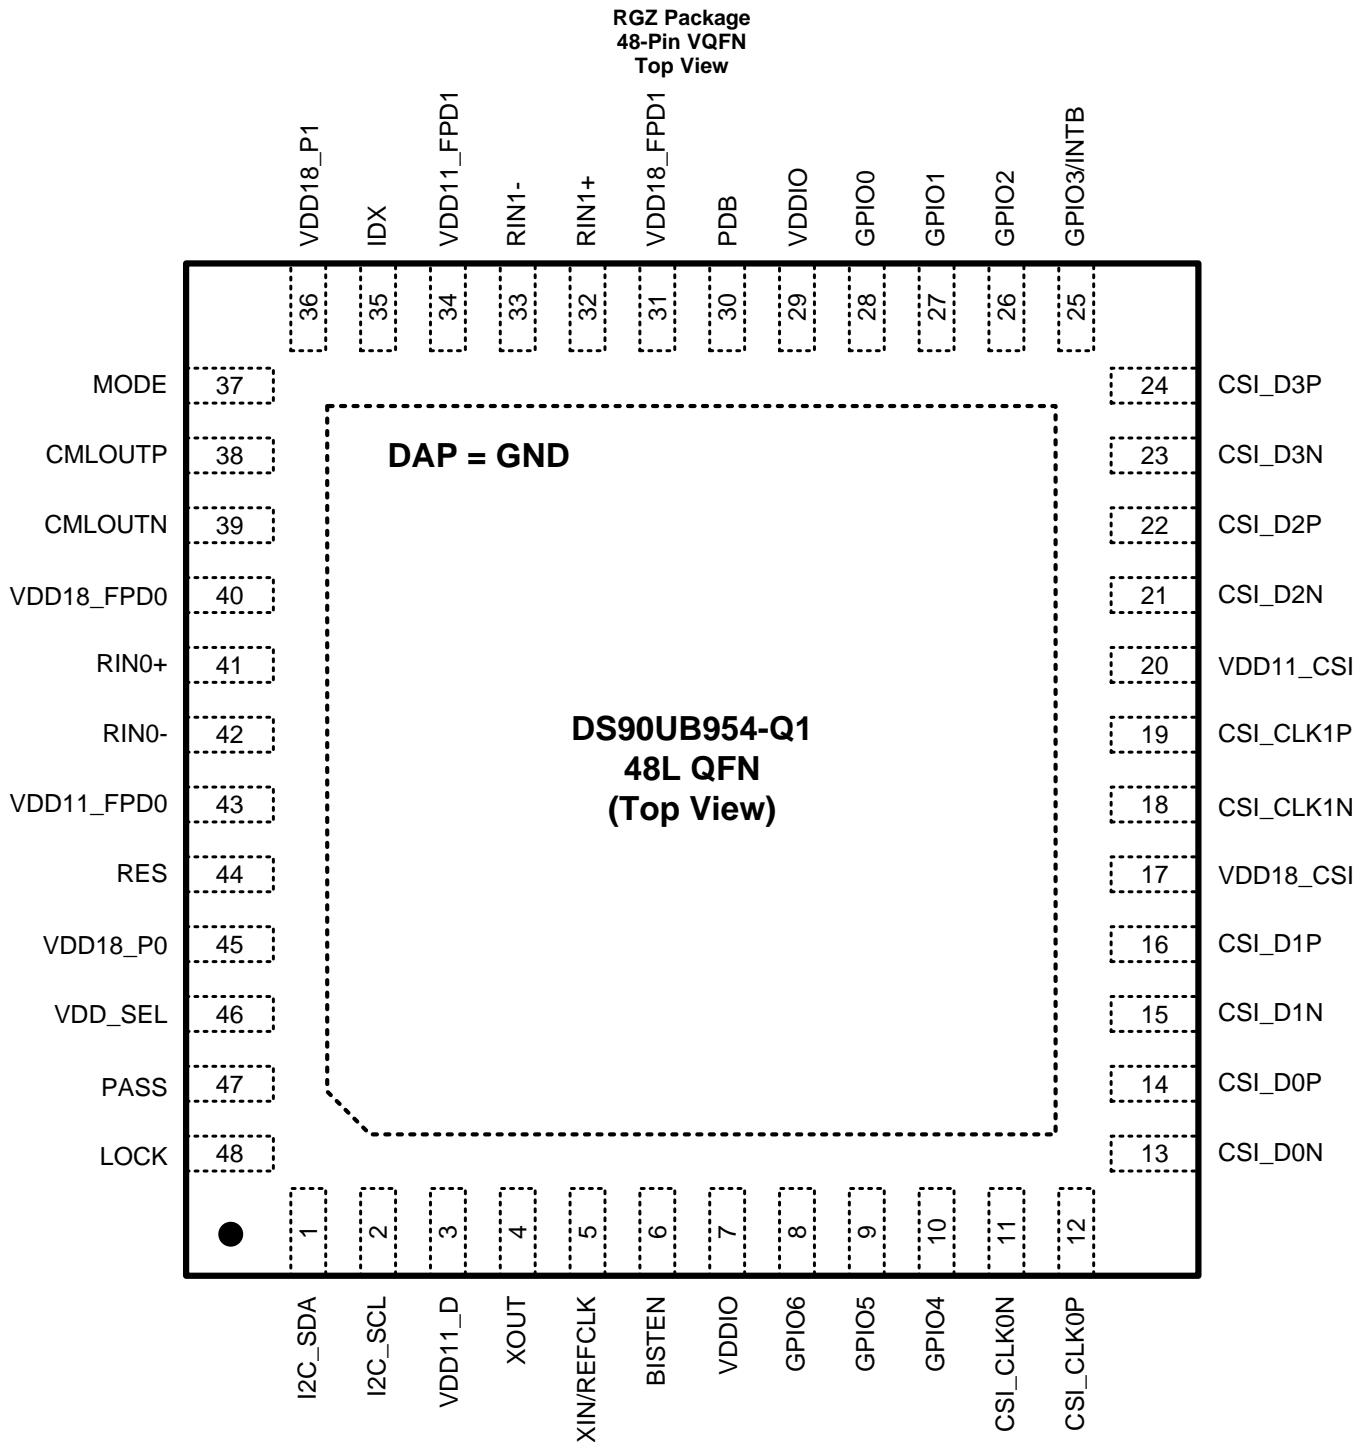 RGZ Package
48-Pin VQFN
Top View
VDD18_P1
IDX
VDD11_FPD1
RIN1-
RIN1+
VDD18_FPD1
PDB
VDDIO
GPIO0
GPIO1
GPIO2
GPIO3/INTB
36
35
34
33
32
31
30
29
28
27
26
25
MODE 37
CMLOUTP 38
CMLOUTN 39
VDD18_FPD0 40
RIN0+ 41
RIN0- 42
VDD11_FPD0 43
RES 44
VDD18_P0 45
VDD_SEL 46
PASS 47
LOCK 48
DAP = GND
DS90UB954-Q1
48L QFN
(Top View)
24 CSI_D3P
23 CSI_D3N
22 CSI_D2P
21 CSI_D2N
20 VDD11_CSI
19 CSI_CLK1P
18 CSI_CLK1N
17 VDD18_CSI
16 CSI_D1P
15 CSI_D1N
14 CSI_D0P
13 CSI_D0N
1
2
3
4
5
6
7
8
9
10
11
12
I2C_SDA
I2C_SCL
VDD11_D
XOUT
XIN/REFCLK
BISTEN
VDDIO
GPIO6
GPIO5
GPIO4
CSI_CLK0N
CSI_CLK0P